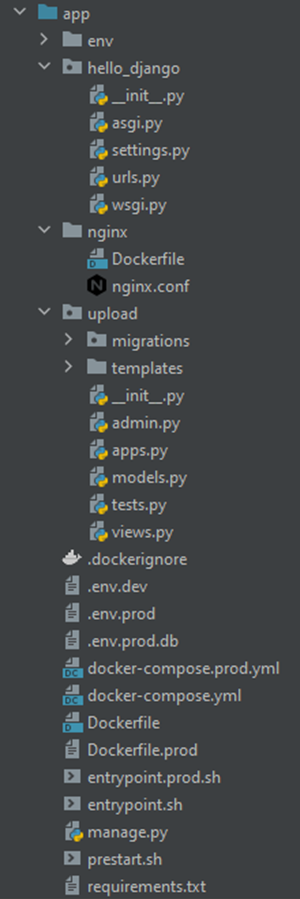 app
env
hello_django
__init__.py
asgi.py
settings.py
urls.py
wsgi.py
nginx
Dockerfile
nginx.conf
upload
migrations
templates
__init__.py
admin.py
apps.py
models.py
tests.py
views.py
.dockerignore
.env.dev
.env.prod
.env.prod.db
docker-compose.prod.yml
docker-compose.yml
Dockerfile
Dockerfile.prod
entrypoint.prod.sh
entrypoint.sh
manage.py
prestart.sh
requirements.txt